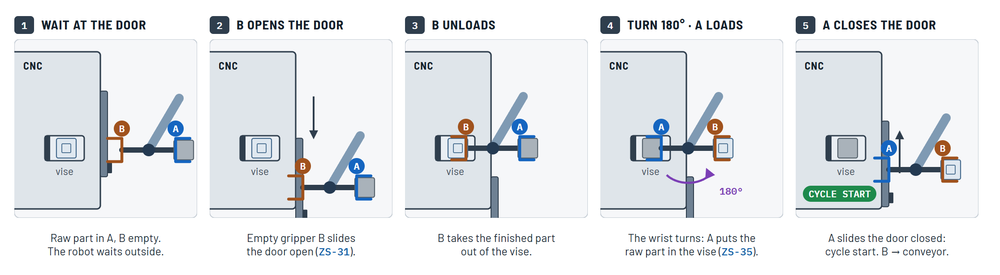 1 WAIT AT THE DOOR
CNC
B
A
vise
Raw part in A, B empty.
The robot waits outside.
2 B OPENS THE DOOR
CNC
vise
B
A
Empty gripper B slides
the door open (ZS-31).
3 B UNLOADS
CNC
B
A
vise
B takes the finished part
out of the vise.
4 TURN 180° · A LOADS
CNC
A
B
vise
180°
The wrist turns: A puts the
raw part in the vise (ZS-35).
5 A CLOSES THE DOOR
CNC
A
B
vise
CYCLE START
A slides the door closed:
cycle start. B → conveyor.